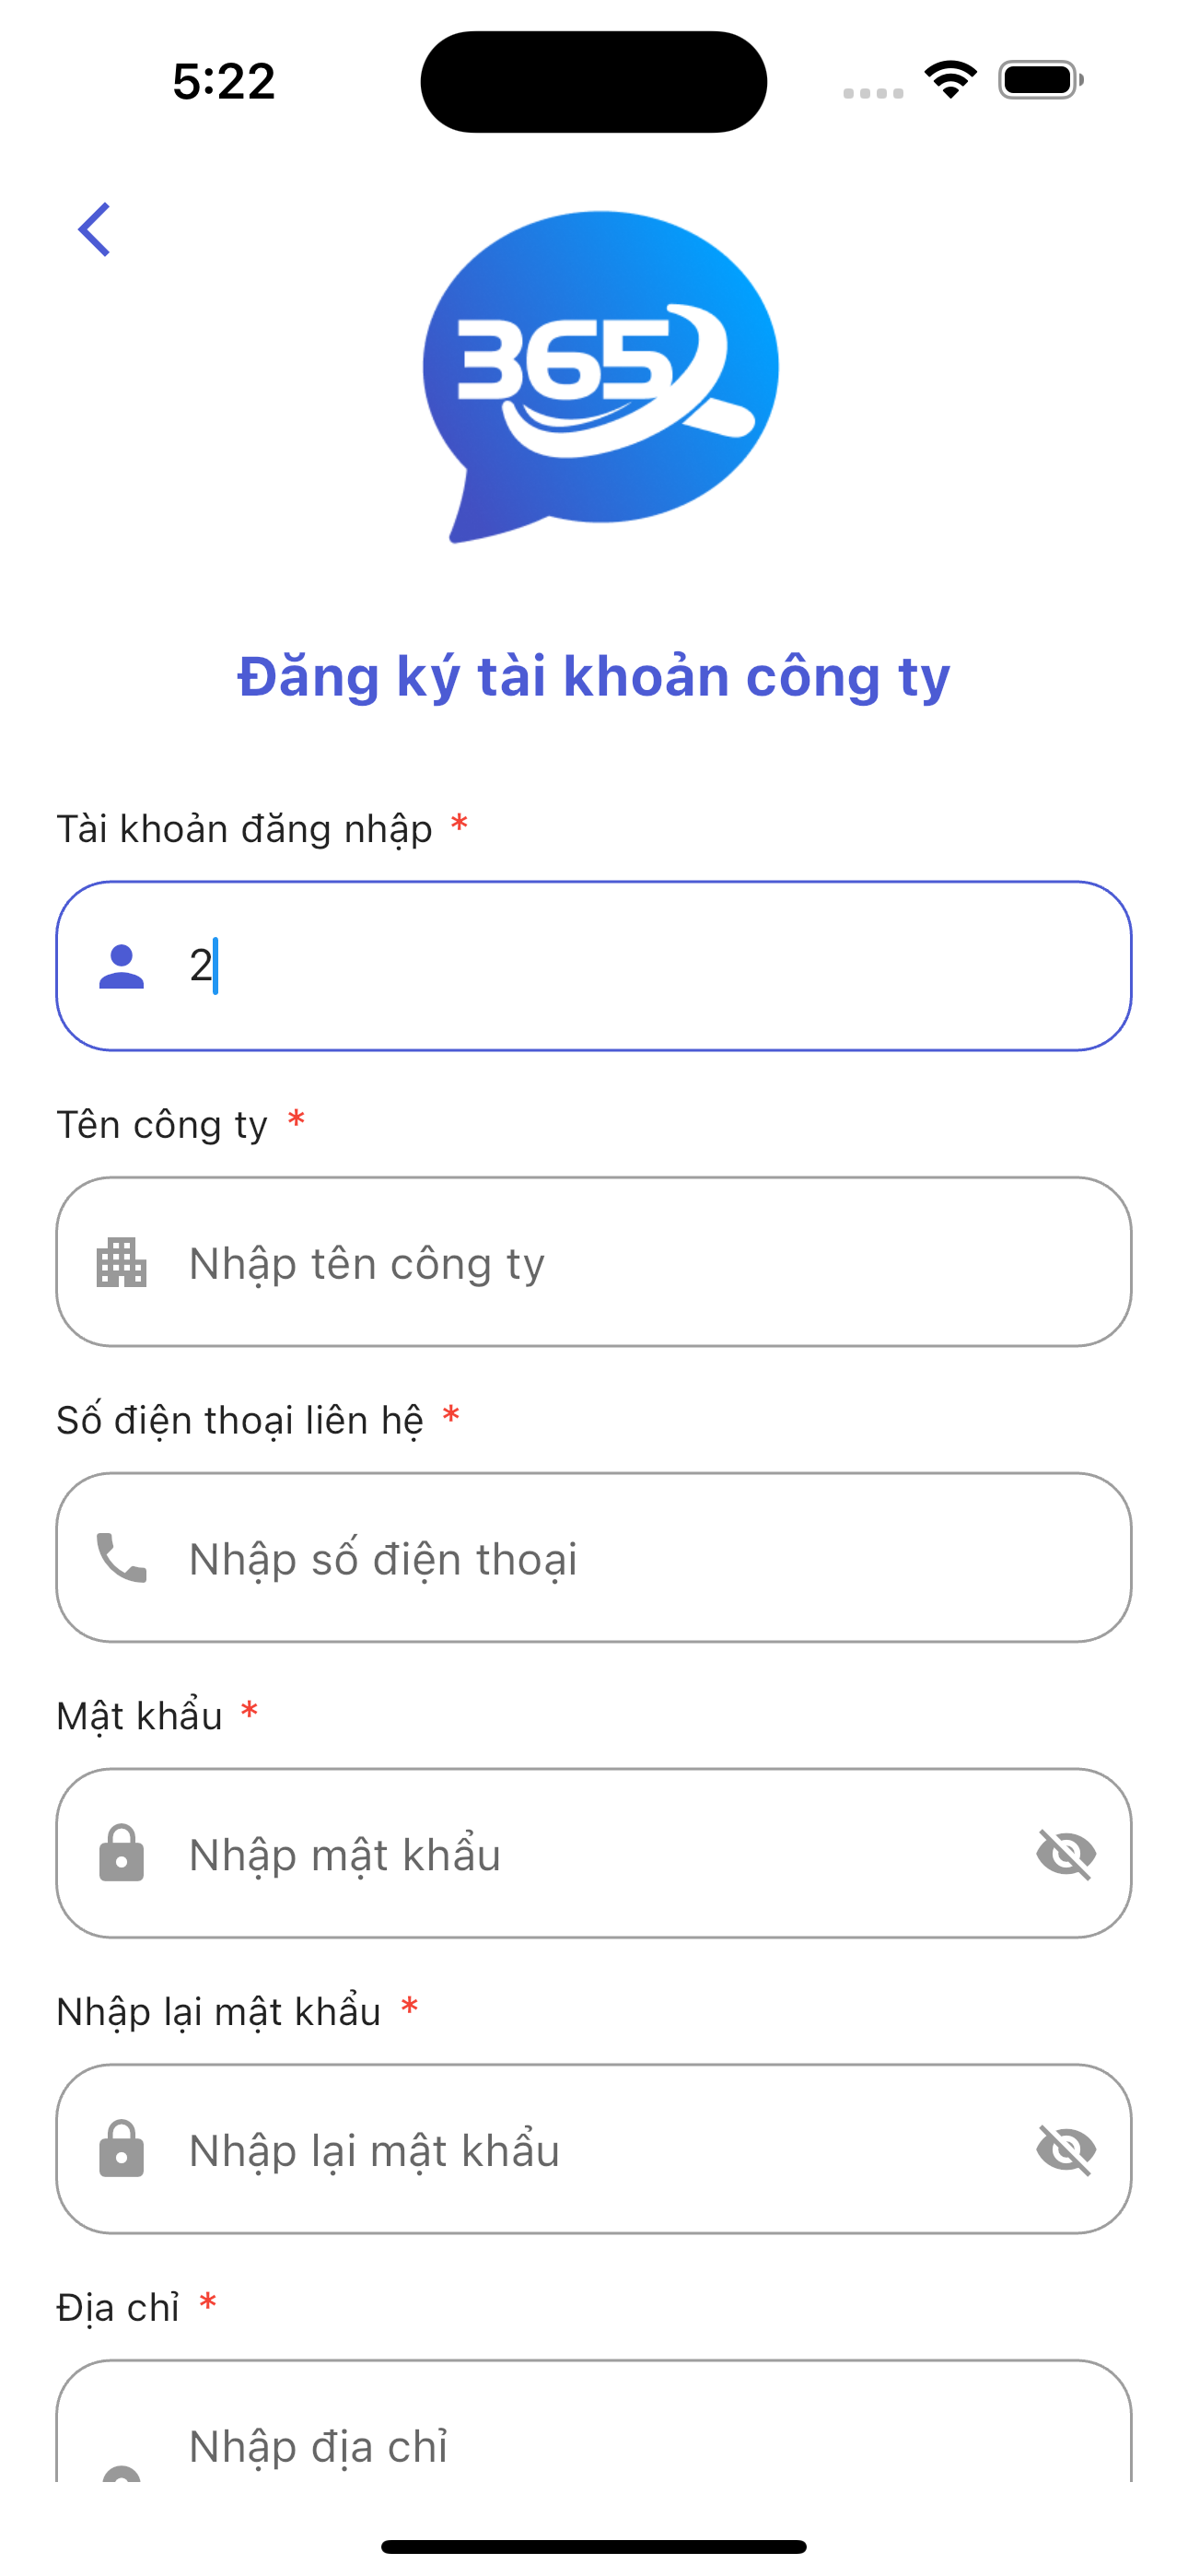 5:22
365
Đăng ký tài khoản công ty
Tài khoản đăng nhập *
2
Tên công ty *
Nhập tên công ty
Số điện thoại liên hệ *
Nhập số điện thoại
Mật khẩu *
Nhập mật khẩu
Nhập lại mật khẩu *
Nhập lại mật khẩu
Địa chỉ *
Nhập địa chỉ